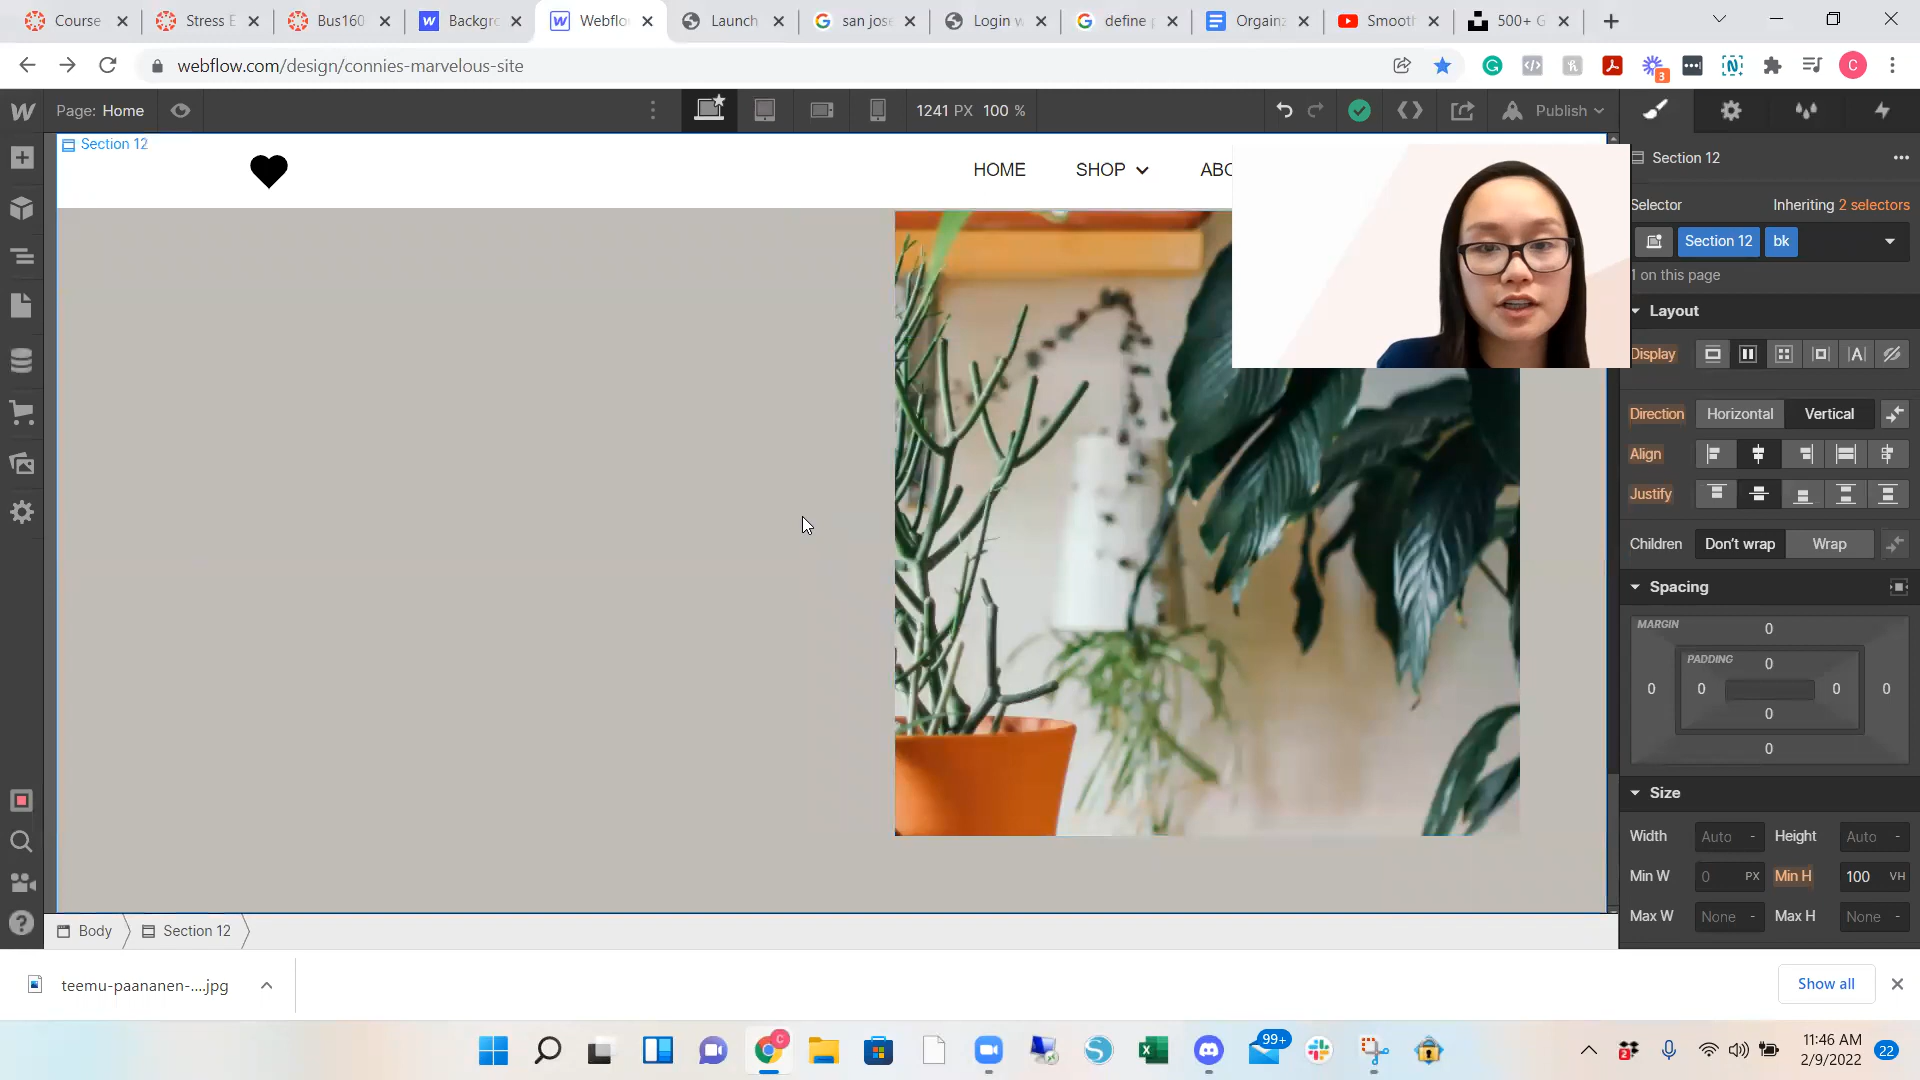 Course
Stress E
Bus160
Backgro
Webflo
Launch
san jose
Login w
define p
Orgainz
Smooth
500+ G
webflow.com/design/connies-marvelous-site
3
C
Page: Home
1241 PX 100 %
Publish
Section 12
HOME
SHOP
ABO
Section 12
Selector
Inheriting 2 selectors
Section 12
bk
1 on this page
Layout
Display
Direction
Horizontal
Vertical
Align
Justify
Children
Don't wrap
Wrap
Spacing
MARGIN
0
PADDING
0
0
0
0
0
0
0
Size
Width
Auto -
Height
Auto -
Min W
0 PX
Min H
100 VH
Max W
None -
Max H
None -
Body
Section 12
teemu-paananen-....jpg
Show all
C
99+
2
11:46 AM
2/9/2022
22